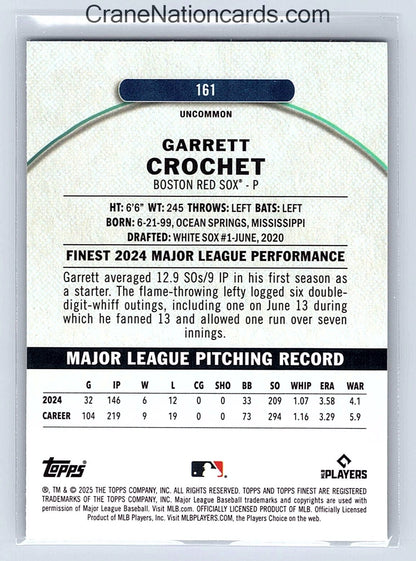 CraneNationcards.com
161
UNCOMMON
GARRETT
CROCHET
BOSTON RED SOX® - P
HT: 6'6" WT: 245 THROWS: LEFT BATS: LEFT
BORN: 6-21-99, OCEAN SPRINGS, MISSISSIPPI
DRAFTED: WHITE SOX #1-JUNE, 2020
FINEST 2024 MAJOR LEAGUE PERFORMANCE
Garrett averaged 12.9 SOs/9 IP in his first season as
a starter. The flame-throwing lefty logged six double-
digit-whiff outings, including one on June 13 during
which he fanned 13 and allowed one run over seven
innings.
MAJOR LEAGUE PITCHING RECORD
G IP W L CG SHO BB SO WHIP ERA WAR
2024 32 146 6 12 0 0 33 209 1.07 3.58 4.1
CAREER 104 219 9 19 0 0 73 294 1.16 3.29 5.9
Topps
MLB PLAYERS
®, TM & © 2025 THE TOPPS COMPANY, INC. ALL RIGHTS RESERVED. TOPPS AND TOPPS FINEST ARE REGISTERED
TRADEMARKS OF THE TOPPS COMPANY, INC. Major League Baseball trademarks and copyrights are used with
permission of Major League Baseball. Visit MLB.com. OFFICIALLY LICENSED PRODUCT OF MLB. Officially Licensed
Product of MLB Players, Inc. Visit MLBPLAYERS.com, the Players Choice on the web.